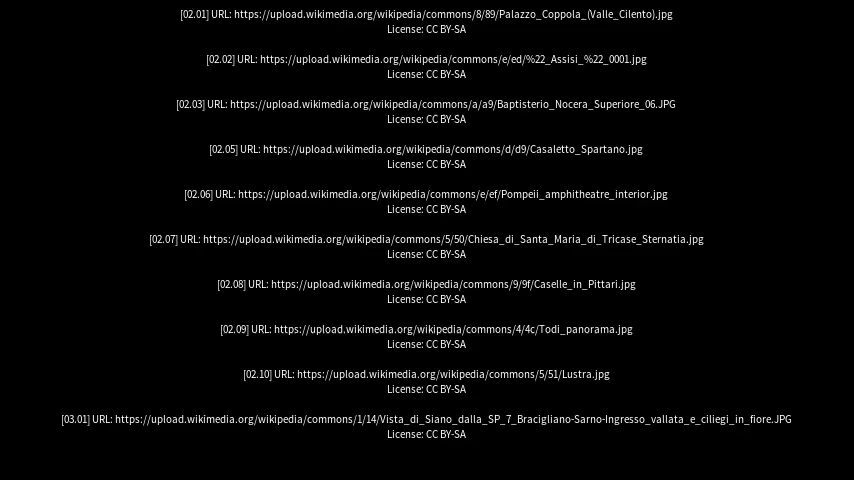 [02.01] URL: https://upload.wikimedia.org/wikipedia/commons/8/89/Palazzo_Coppola_(Valle_Cilento).jpg
License: CC BY-SA
[02.02] URL: https://upload.wikimedia.org/wikipedia/commons/e/ed/%22_Assisi_%22_0001.jpg
License: CC BY-SA
[02.03] URL: https://upload.wikimedia.org/wikipedia/commons/a/a9/Baptisterio_Nocera_Superiore_06.JPG
License: CC BY-SA
[02.05] URL: https://upload.wikimedia.org/wikipedia/commons/d/d9/Casaletto_Spartano.jpg
License: CC BY-SA
[02.06] URL: https://upload.wikimedia.org/wikipedia/commons/e/ef/Pompeii_amphitheatre_interior.jpg
License: CC BY-SA
[02.07] URL: https://upload.wikimedia.org/wikipedia/commons/5/50/Chiesa_di_Santa_Maria_di_Tricase_Sternatia.jpg
License: CC BY-SA
[02.08] URL: https://upload.wikimedia.org/wikipedia/commons/9/9f/Caselle_in_Pittari.jpg
License: CC BY-SA
[02.09] URL: https://upload.wikimedia.org/wikipedia/commons/4/4c/Todi_panorama.jpg
License: CC BY-SA
[02.10] URL: https://upload.wikimedia.org/wikipedia/commons/5/51/Lustra.jpg
License: CC BY-SA
[03.01] URL: https://upload.wikimedia.org/wikipedia/commons/1/14/Vista_di_Siano_dalla_SP_7_Bracigliano-Sarno-Ingresso_vallata_e_ciliegi_in_fiore.JPG
License: CC BY-SA